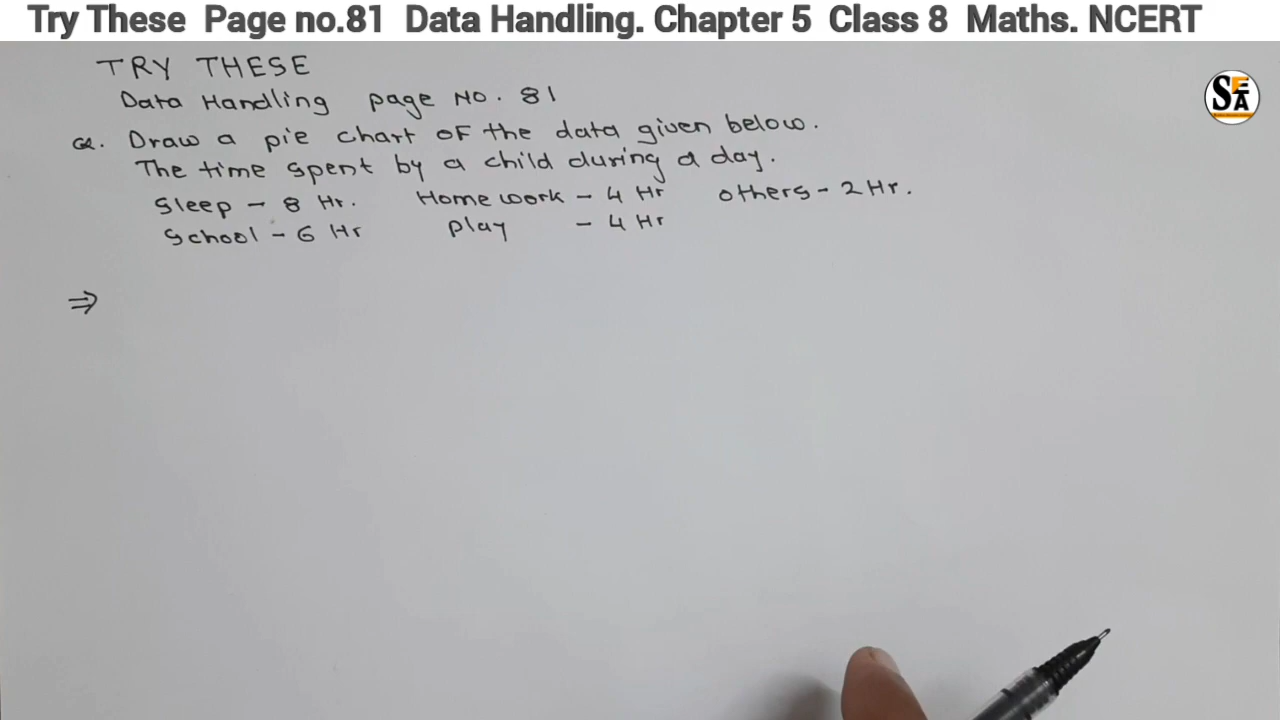 Try These Page no.81 Data Handling. Chapter 5 Class 8 Maths. NCERT
TRY THESE
Data Handling page No. 81
Q. Draw a pie chart of the data given below.
The time spent by a child during a day.
Sleep - 8 Hr. Home work - 4 Hr others - 2 Hr.
School - 6 Hr play - 4 Hr
⇒
SFA